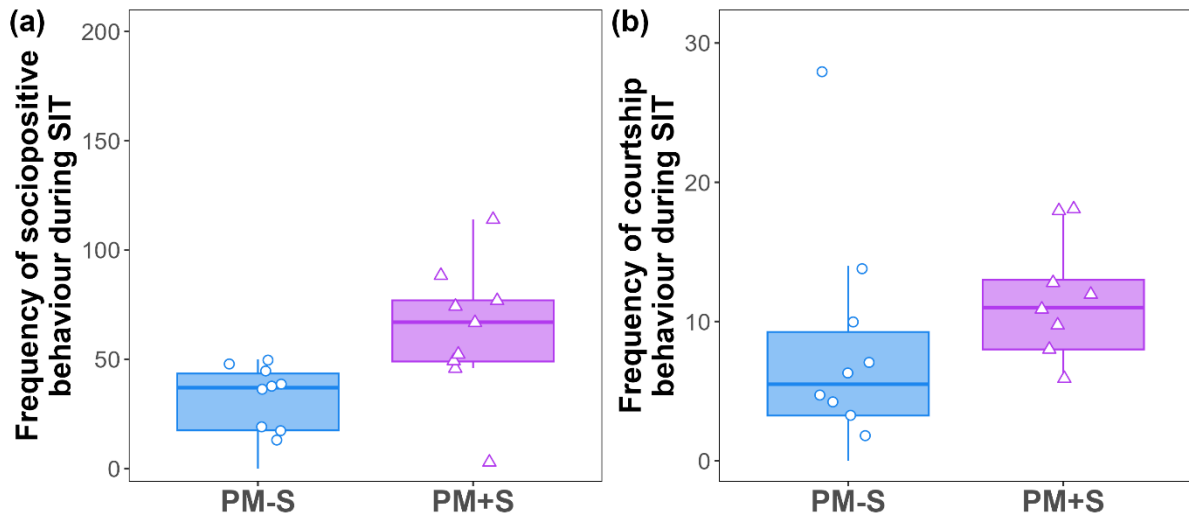 (a)
Frequency of sociopositive
behaviour during SIT
200
150
100
50
0
PM-S
PM+S
(b)
Frequency of courtship
behaviour during SIT
30
20
10
0
PM-S
PM+S